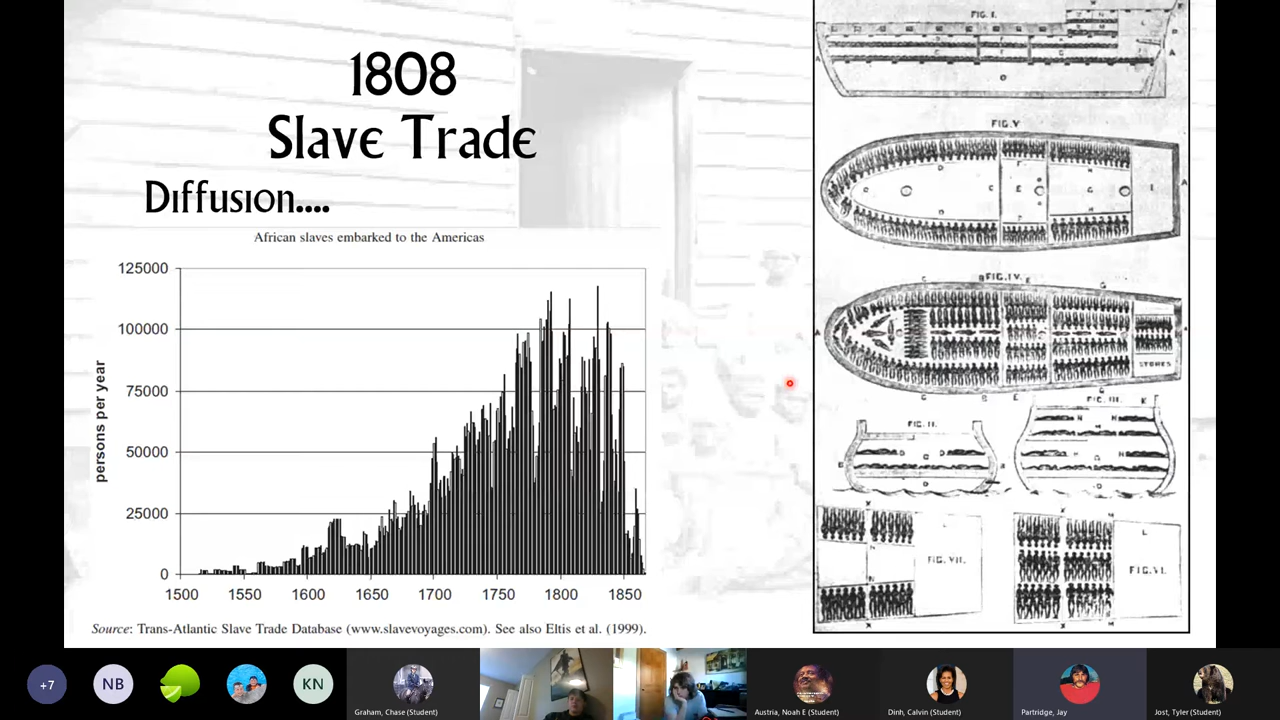 1808
Slave Trade
Diffusion....
African slaves embarked to the Americas
125000
100000
75000
50000
25000
0
persons per year
1500 1550 1600 1650 1700 1750 1800 1850
Source: Trans-Atlantic Slave Trade Database (www.slavevoyages.com). See also Eltis et al. (1999).
FIG. I.
FIG. V
FIG. IV.
STORES
FIG. II.
FIG. III.
FIG. VII.
FIG. VI.
+7
NB
KN
Graham, Chase (Student)
Austria, Noah E (Student)
Dinh, Calvin (Student)
Partridge, Jay
Jost, Tyler (Student)